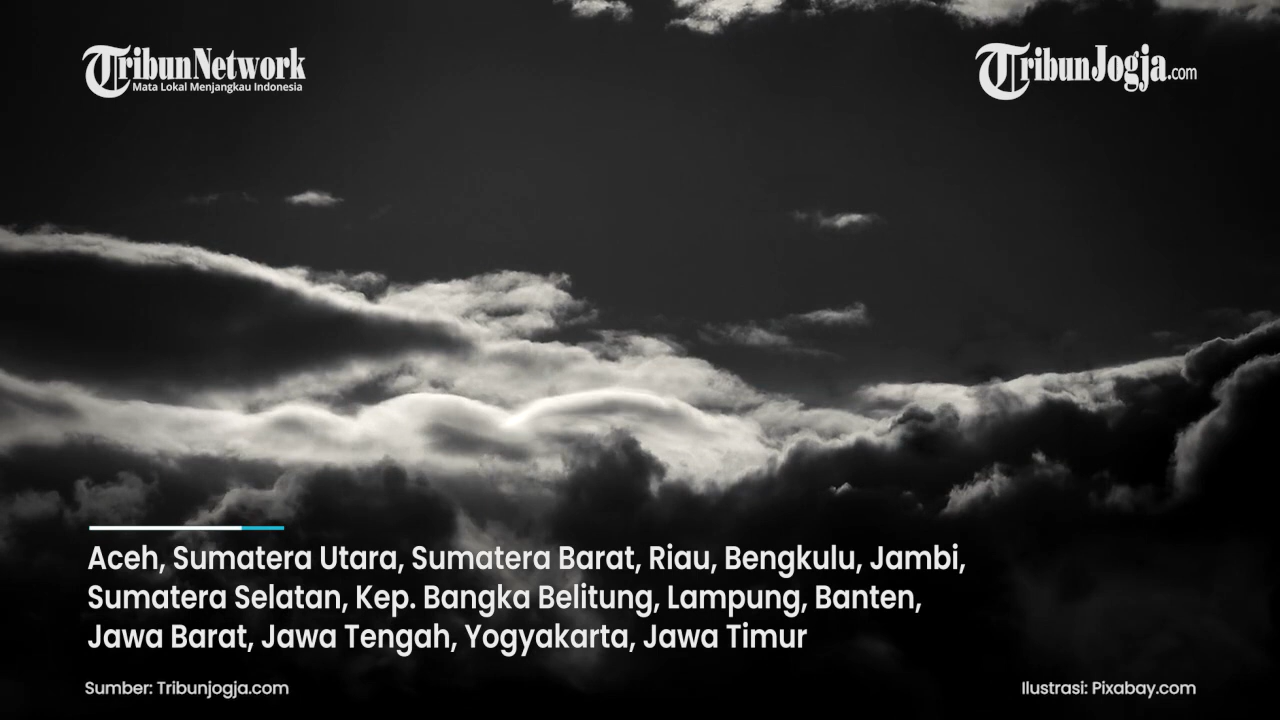 TribunNetwork
Mata Lokal Menjangkau Indonesia
TribunJogja.com
Aceh, Sumatera Utara, Sumatera Barat, Riau, Bengkulu, Jambi,
Sumatera Selatan, Kep. Bangka Belitung, Lampung, Banten,
Jawa Barat, Jawa Tengah, Yogyakarta, Jawa Timur
Sumber: Tribunjogja.com
Ilustrasi: Pixabay.com